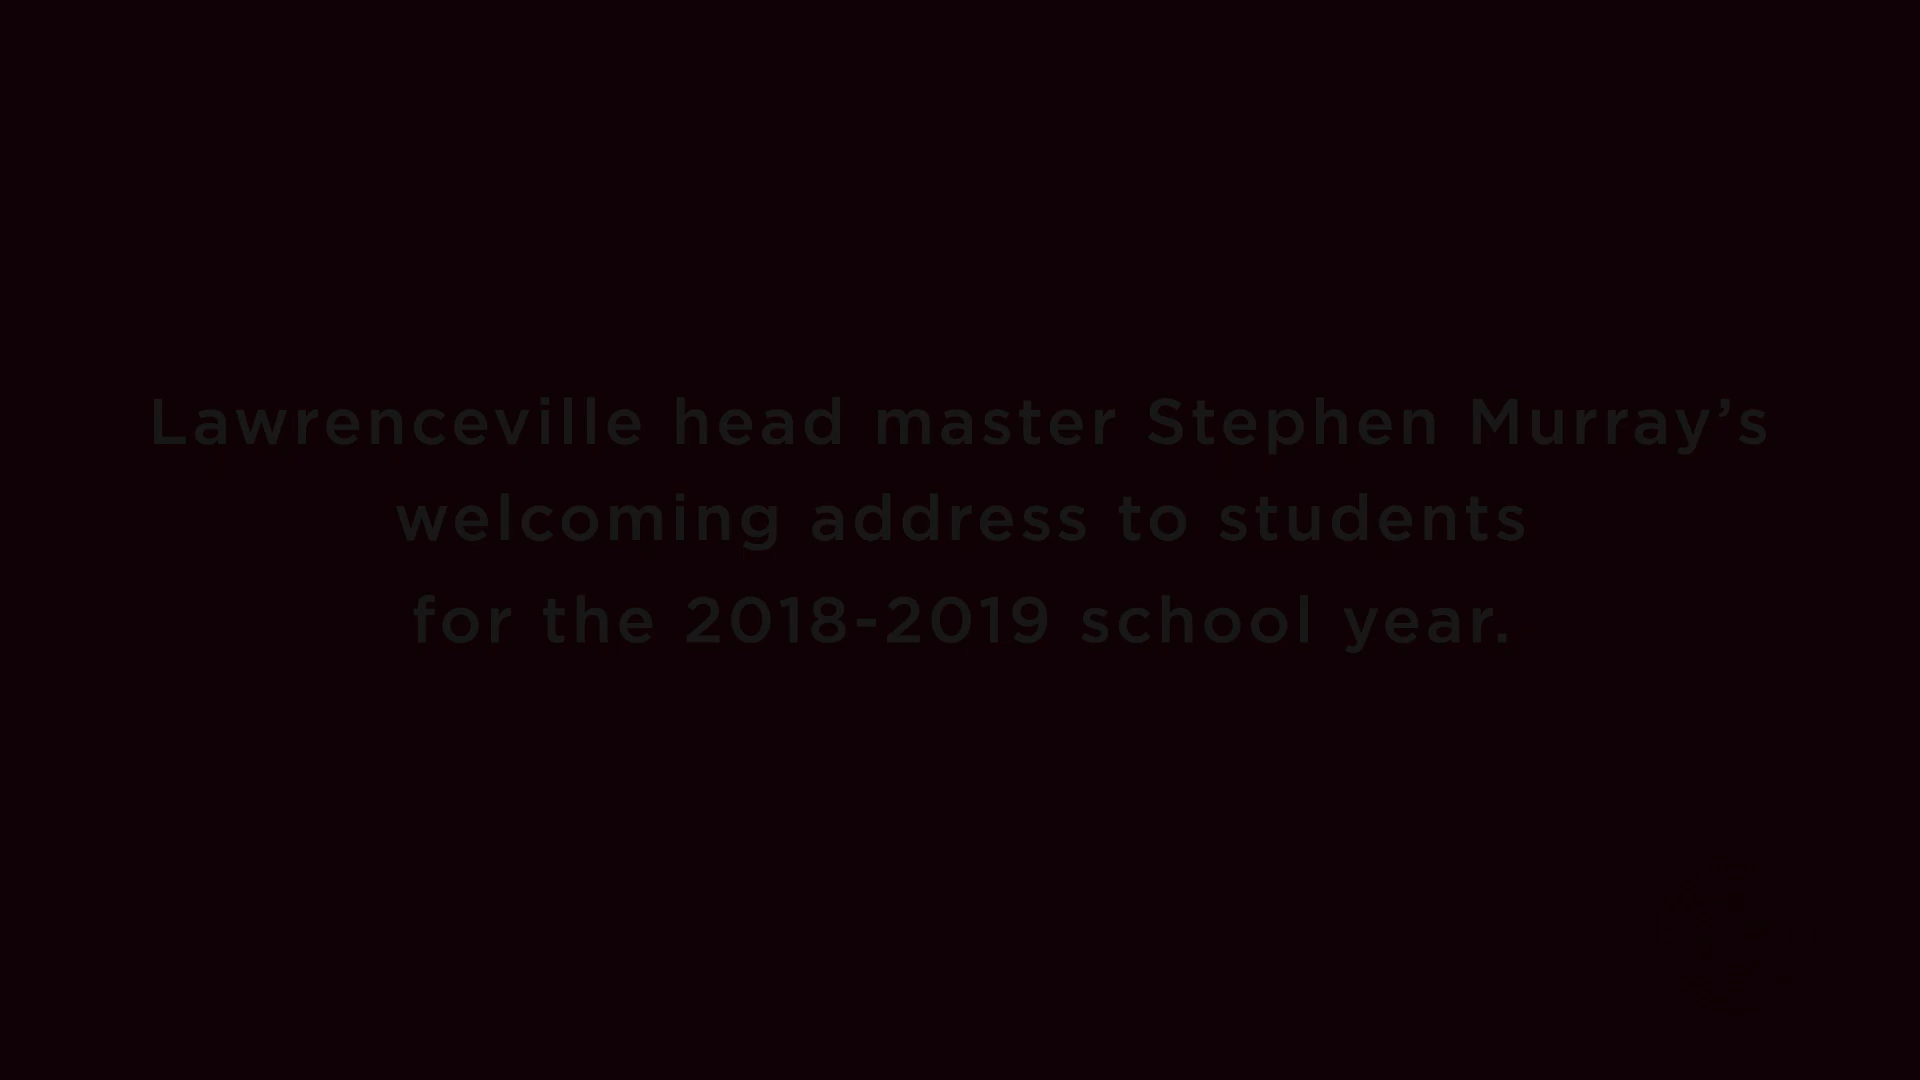 Lawrenceville head master Stephen Murray’s
welcoming address to students
for the 2018-2019 school year.